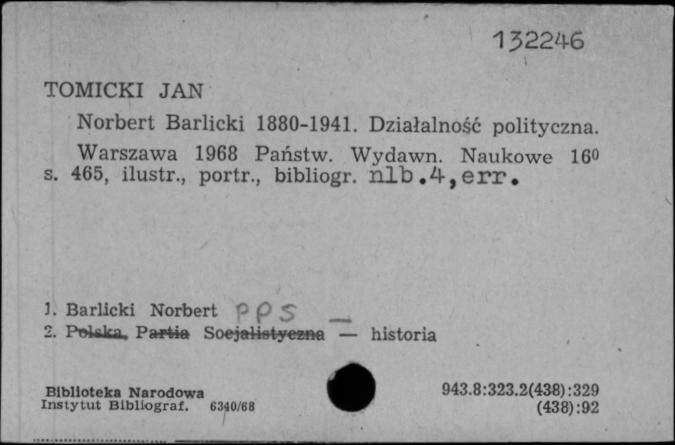 132246
TOMICKI JAN
Norbert Barlicki 1880-1941. Działalność polityczna.
Warszawa 1968 Państw. Wydawn. Naukowe 16⁰
s. 465, ilustr., portr., bibliogr. nlb.4,err.
1. Barlicki Norbert PPS —
2. Polska Partia Socjalistyczna — historia
Biblioteka Narodowa 943.8:323.2(438):329
Instytut Bibliograf. 6340/68 (438):92